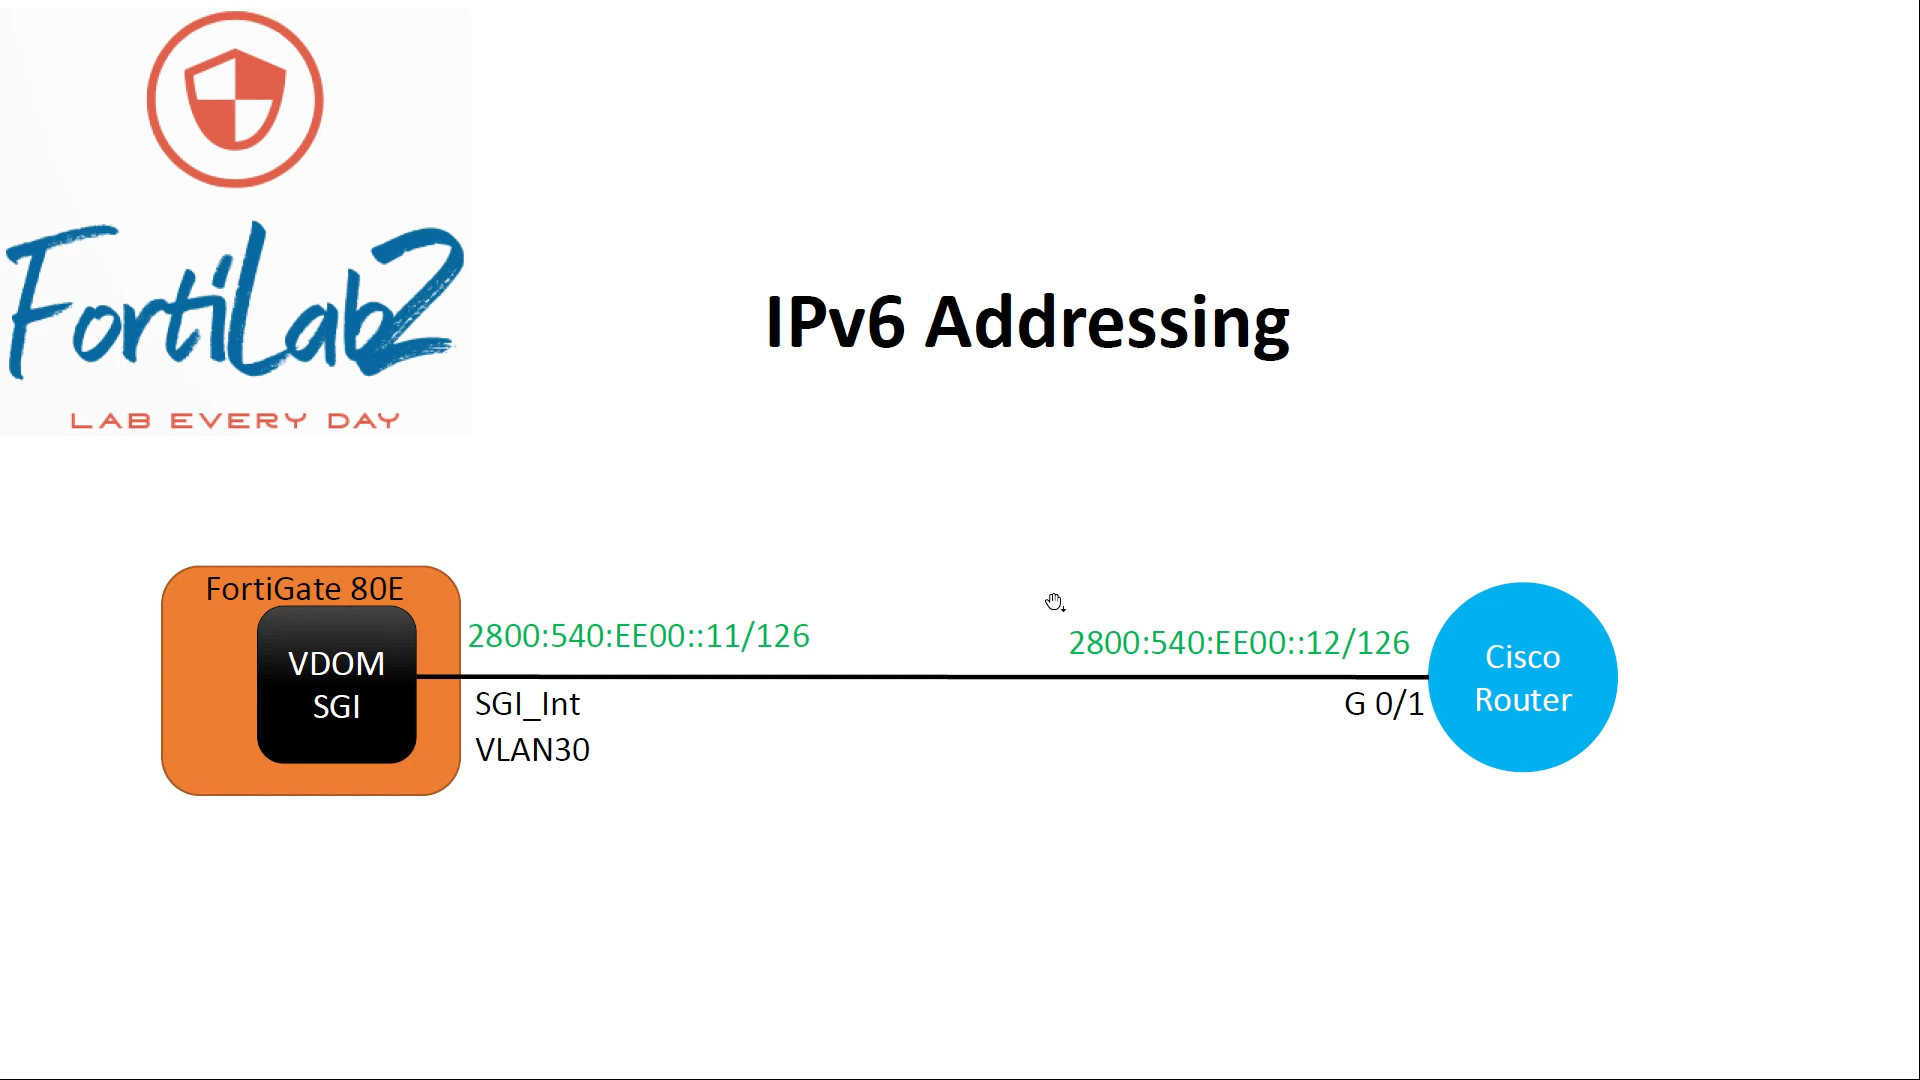 FortiLab2
LAB EVERY DAY
IPv6 Addressing
FortiGate 80E
VDOM
SGI
2800:540:EE00::11/126
SGI_Int
VLAN30
2800:540:EE00::12/126
G 0/1
Cisco
Router